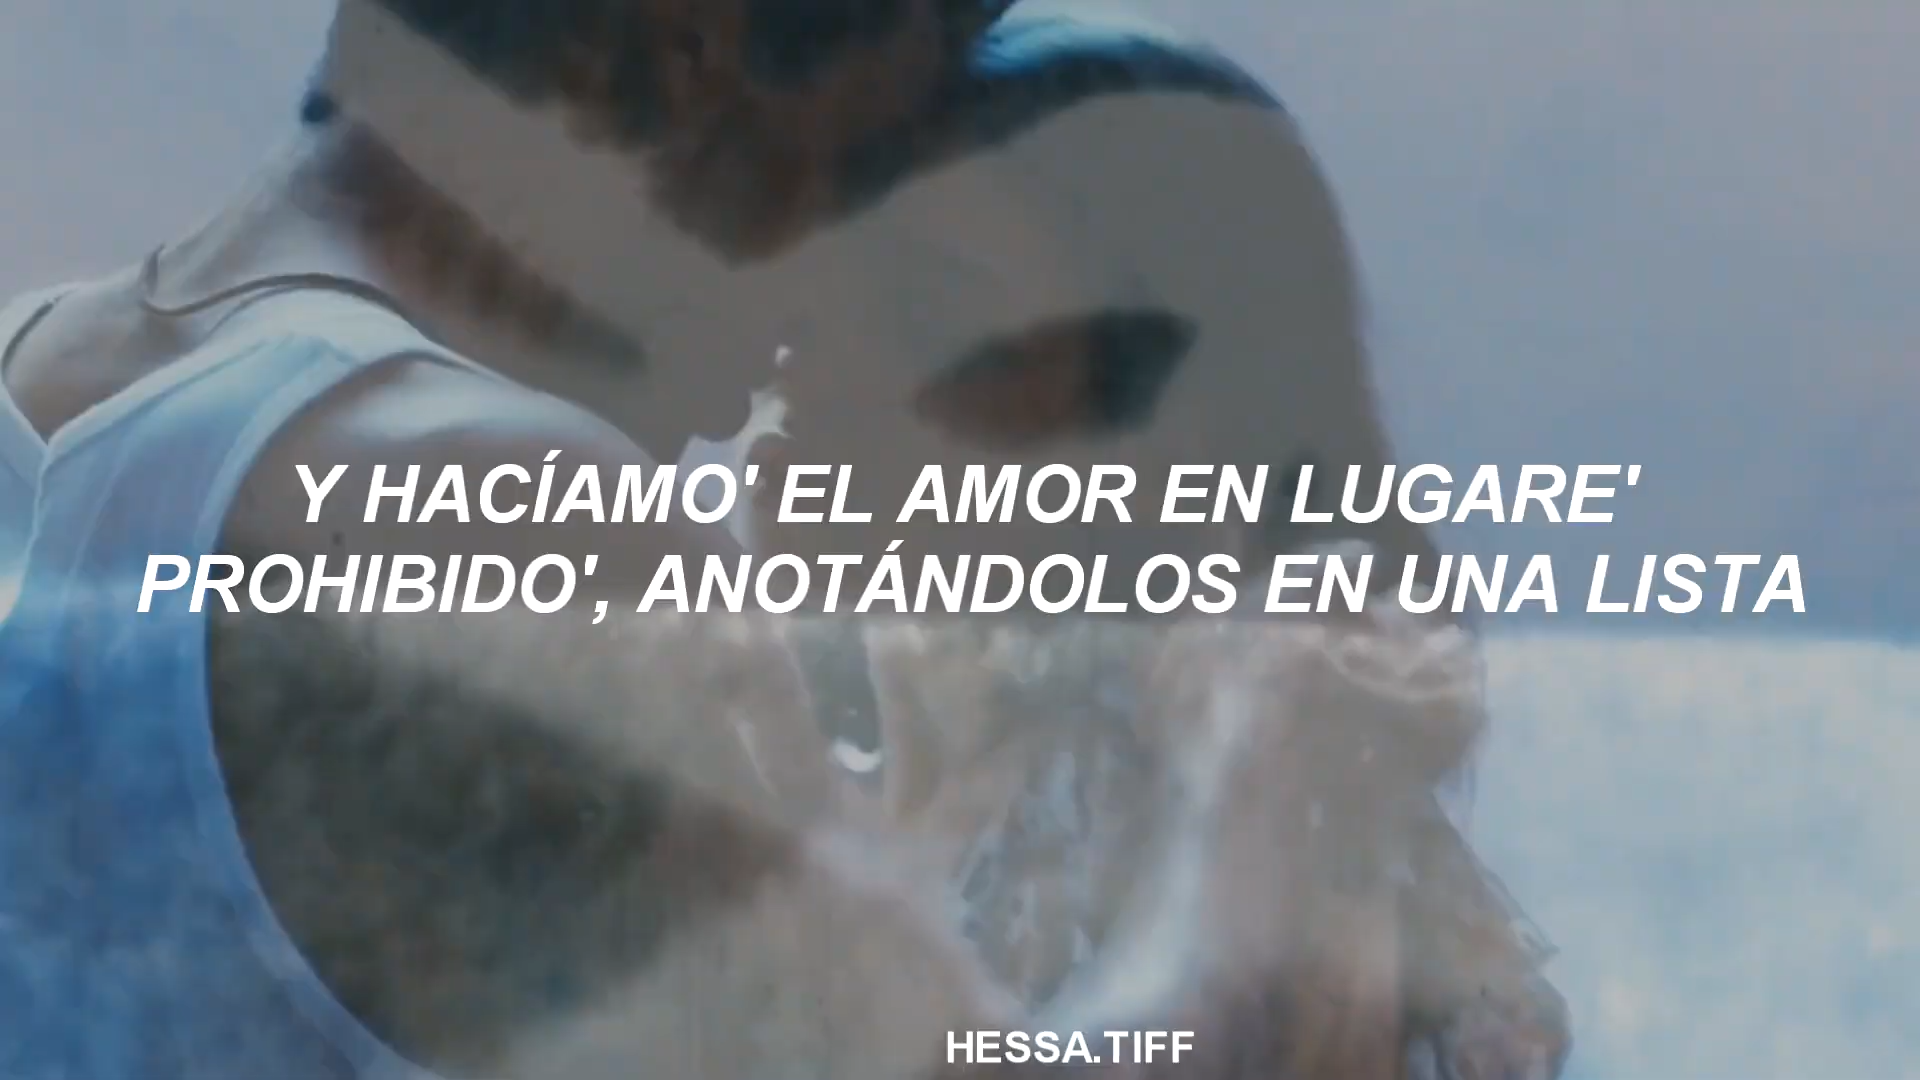 Y HACÍAMO' EL AMOR EN LUGARE'
PROHIBIDO', ANOTÁNDOLOS EN UNA LISTA
HESSA.TIFF